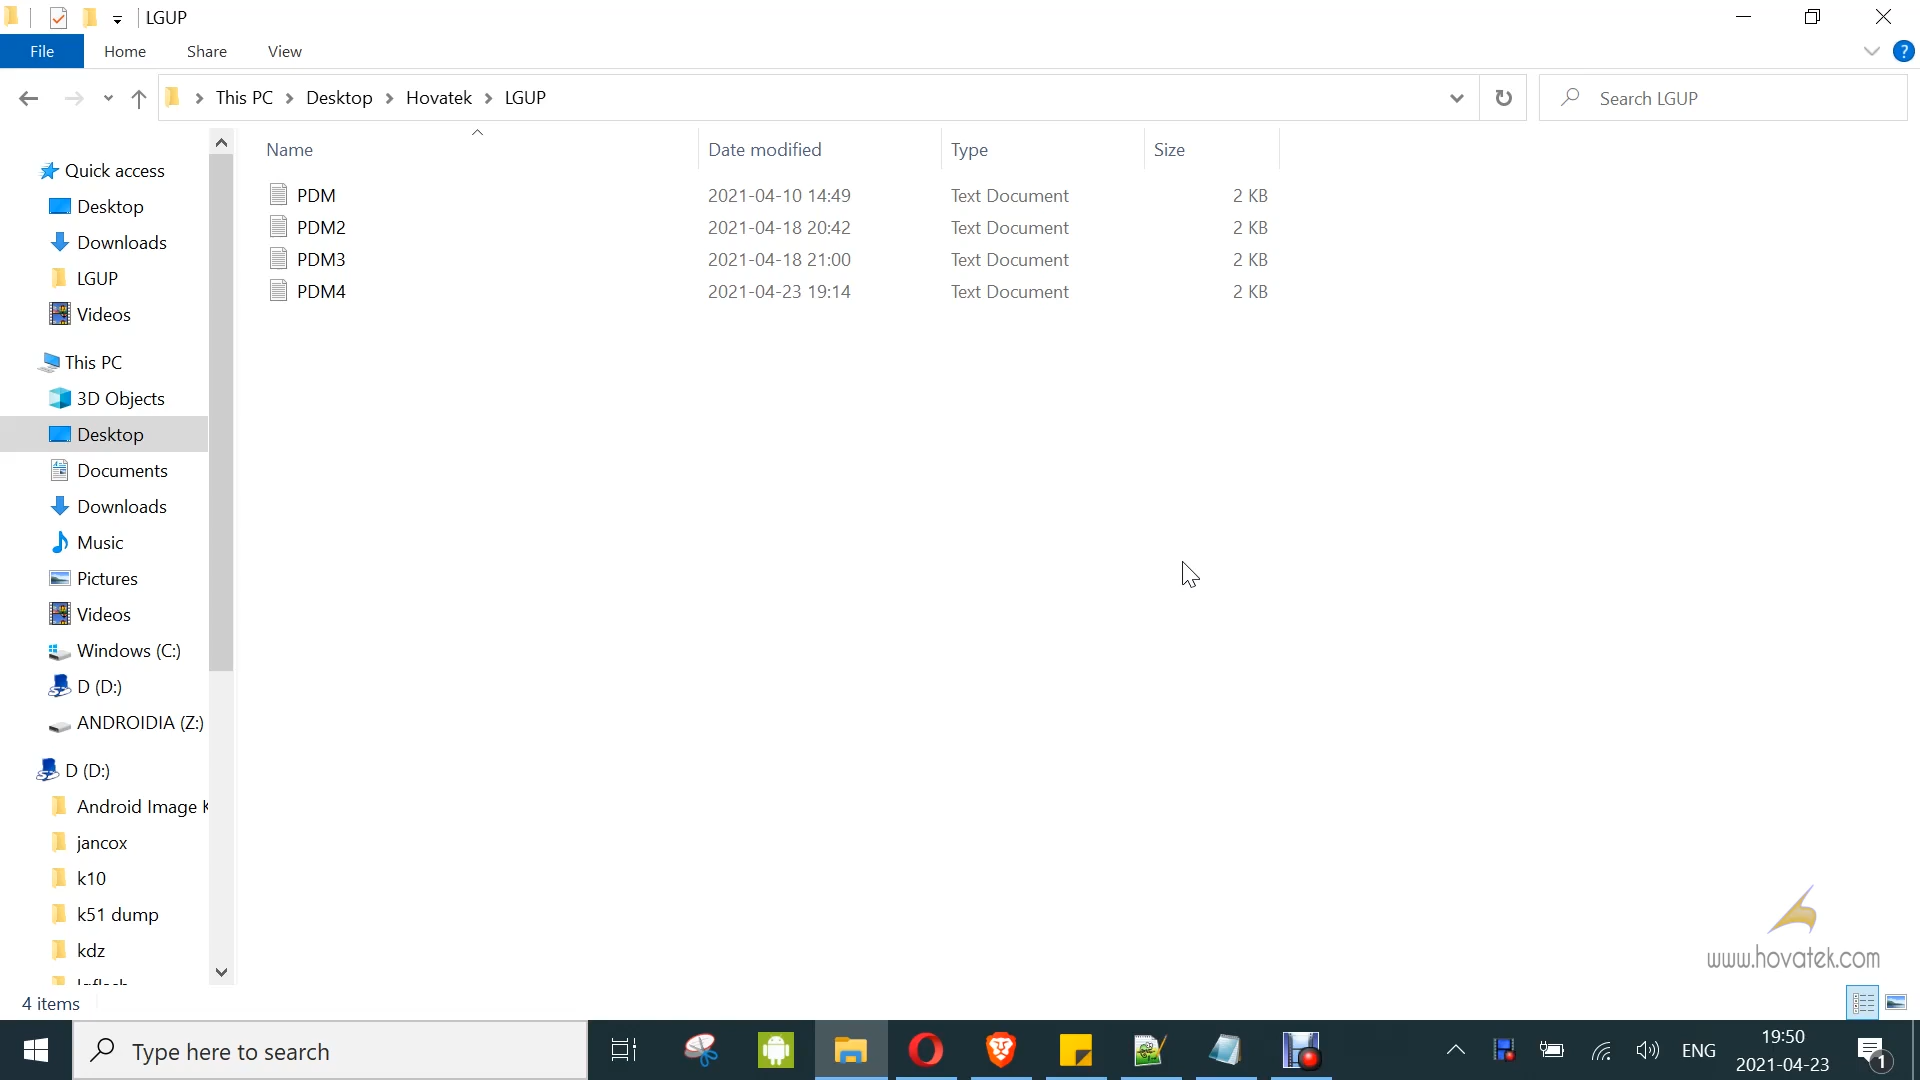 LGUP
File Home Share View
This PC Desktop Hovatek LGUP
Search LGUP
Name Date modified Type Size
PDM 2021-04-10 14:49 Text Document 2 KB
PDM2 2021-04-18 20:42 Text Document 2 KB
PDM3 2021-04-18 21:00 Text Document 2 KB
PDM4 2021-04-23 19:14 Text Document 2 KB
Quick access
Desktop
Downloads
LGUP
Videos
This PC
3D Objects
Desktop
Documents
Downloads
Music
Pictures
Videos
Windows (C:)
D (D:)
ANDROIDIA (Z:)
D (D:)
Android Image
jancox
k10
k51 dump
kdz
www.hovatek.com
4 items
Type here to search
ENG
19:50
2021-04-23
1